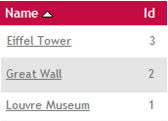 Name Id
Eiffel Tower 3
Great Wall 2
Louvre Museum 1